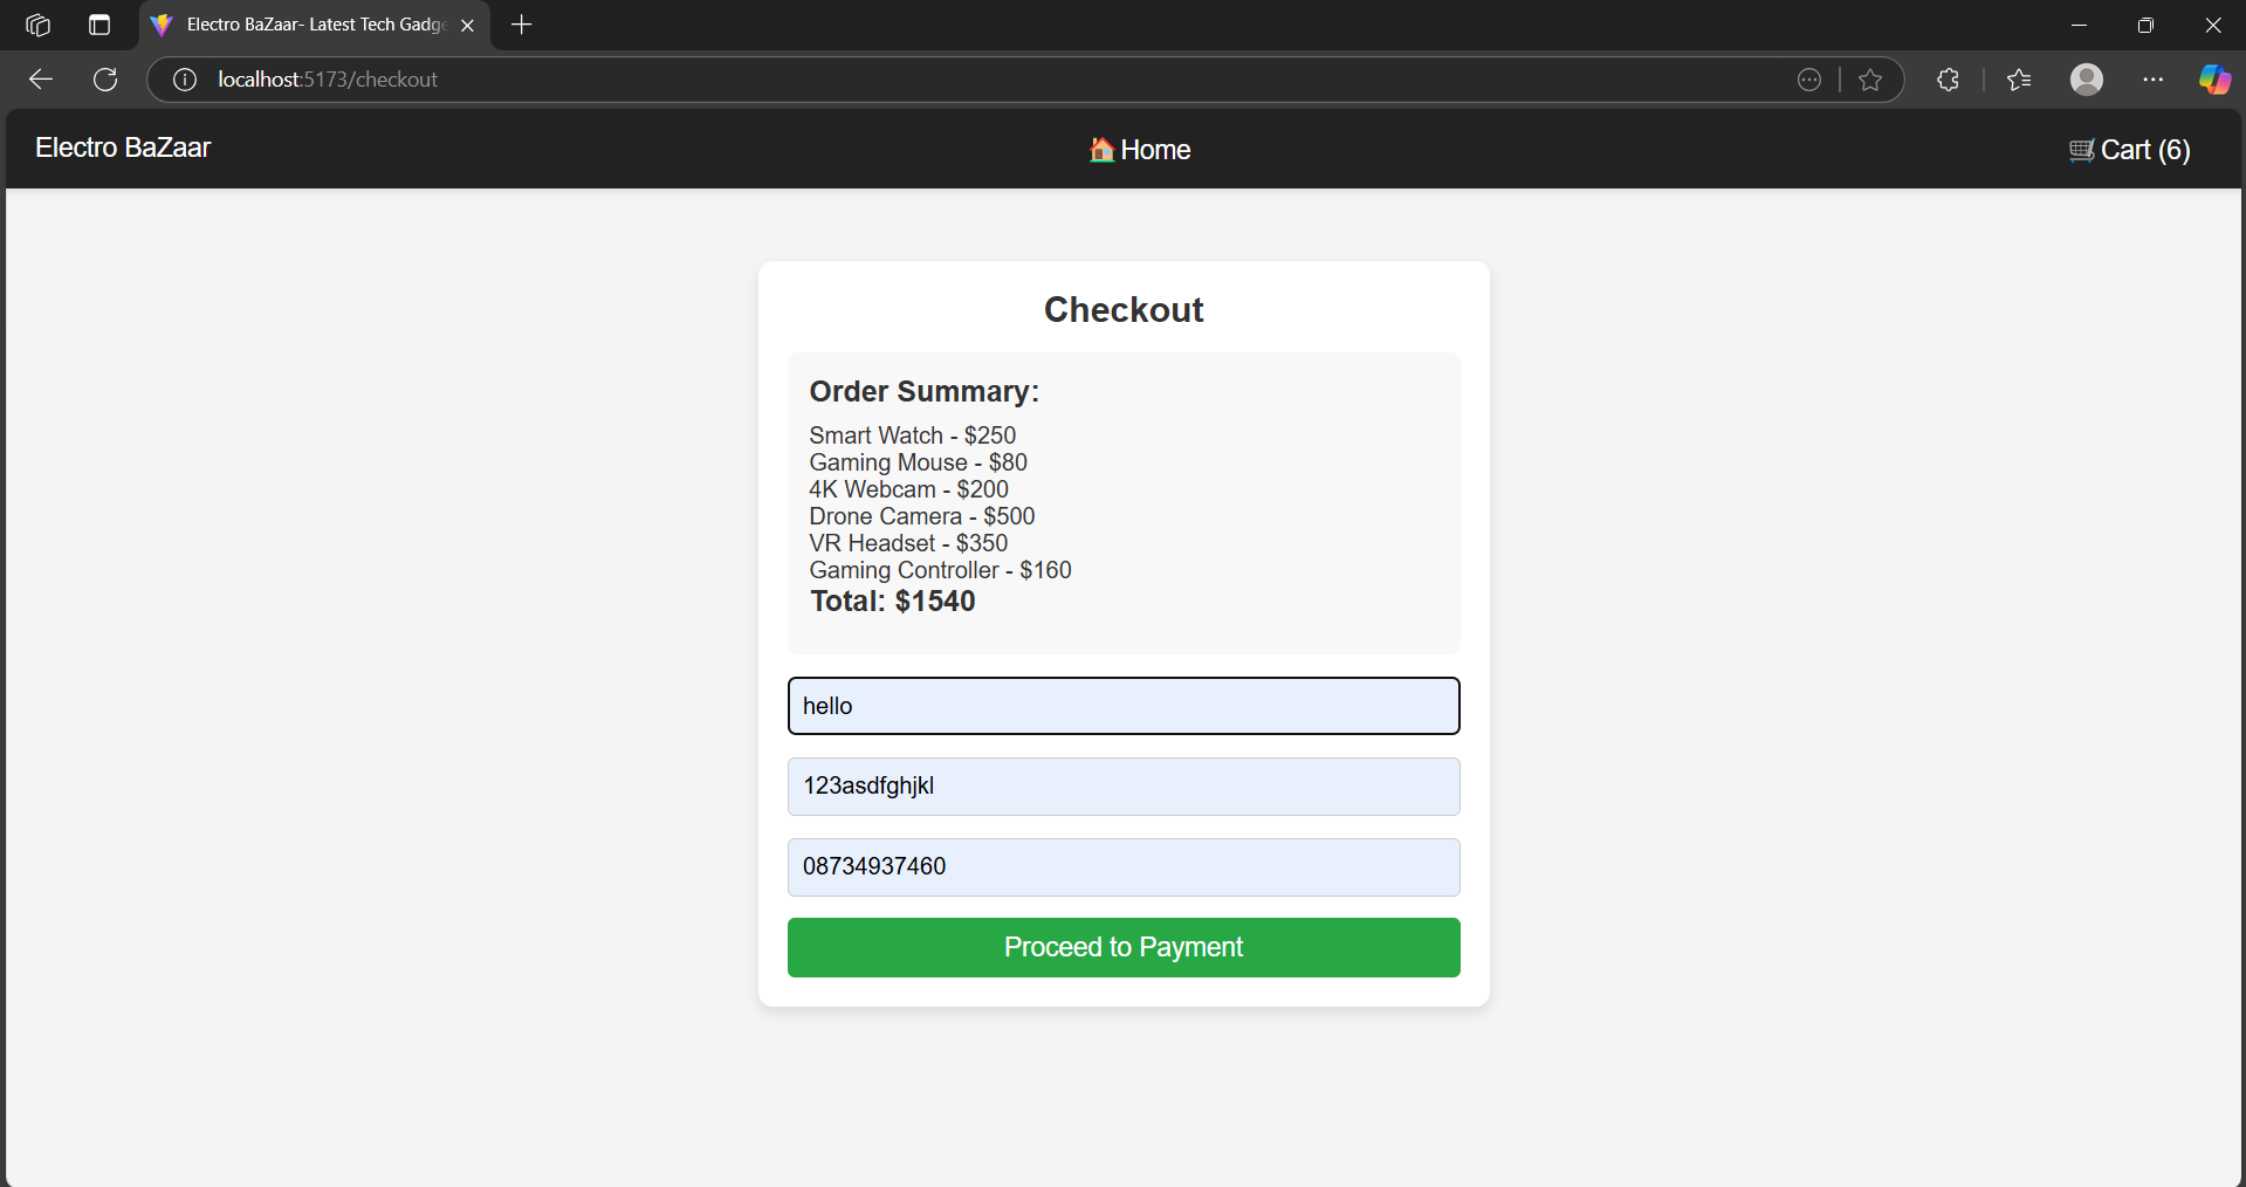 Electro BaZaar- Latest Tech Gadge
localhost:5173/checkout
Electro BaZaar
Home
Cart (6)
Checkout
Order Summary:
Smart Watch - $250
Gaming Mouse - $80
4K Webcam - $200
Drone Camera - $500
VR Headset - $350
Gaming Controller - $160
Total: $1540
hello
123asdfghjkl
08734937460
Proceed to Payment